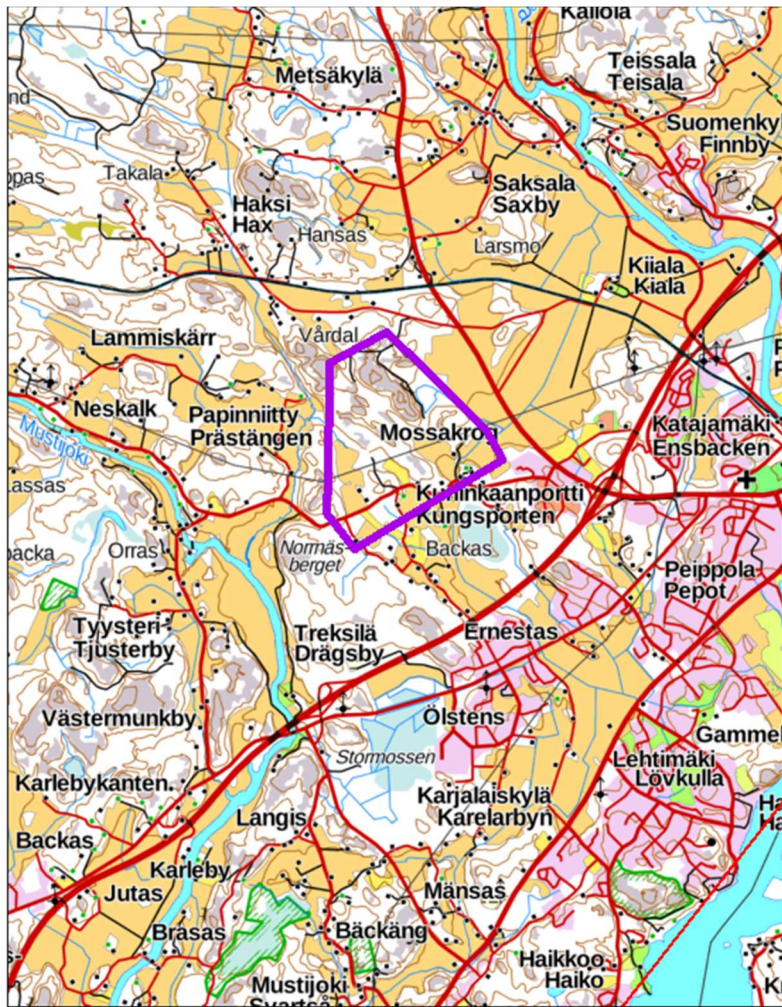 Kallola
Teissala
Teisala
Metsäkylä
Suomenkyl
Finnby
Takala
Saksala
Saxby
Haksi
Hax
Hansas
Larsmo
Kiiala
Kiala
Vårdal
Lammiskärr
Neskalk
Papinniitty
Prästängen
Mossakrog
Katajamäki
Ensbacken
Mustijoki
Kuninkaanportti
Kungsporten
Orras
Normäs-
berget
Backas
Peippola
Pepot
Tyysteri
Tjusterby
Treksilä
Drägsby
Ernestas
Västermunkby
Ölstens
Gammel
Stormossen
Lehtimäki
Lövkulla
Karlebykanten
Karjalaiskylä
Karelarbyn
Langis
Backas
Karleby
Jutas
Mänsas
Bräsas
Bäckäng
Haikkoo
Haiko
Mustijoki